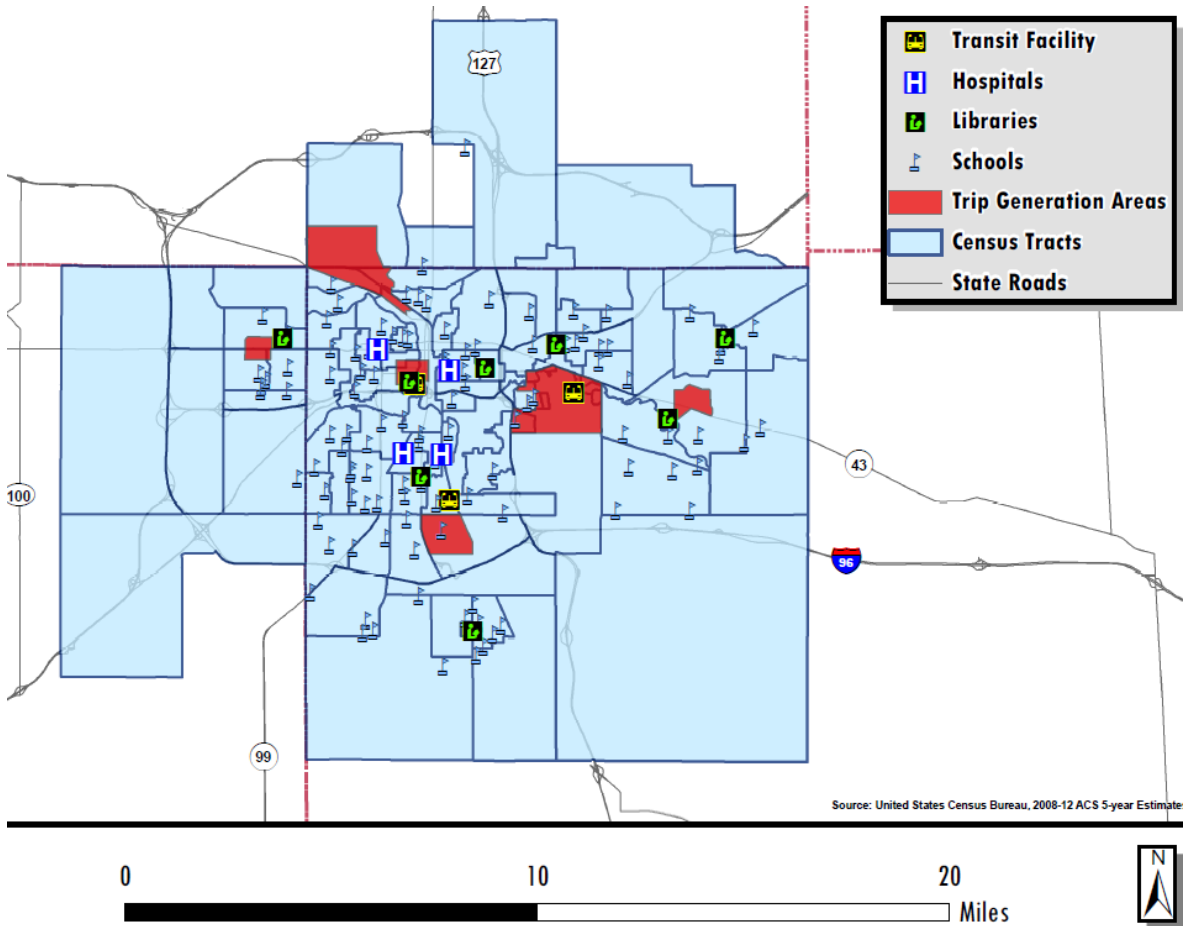 127
Transit Facility
Hospitals
Libraries
Schools
Trip Generation Areas
Census Tracts
State Roads
H
H
H
H
43
100
96
99
Source: United States Census Bureau, 2008-12 ACS 5-year Estimates
0 10 20
Miles
N